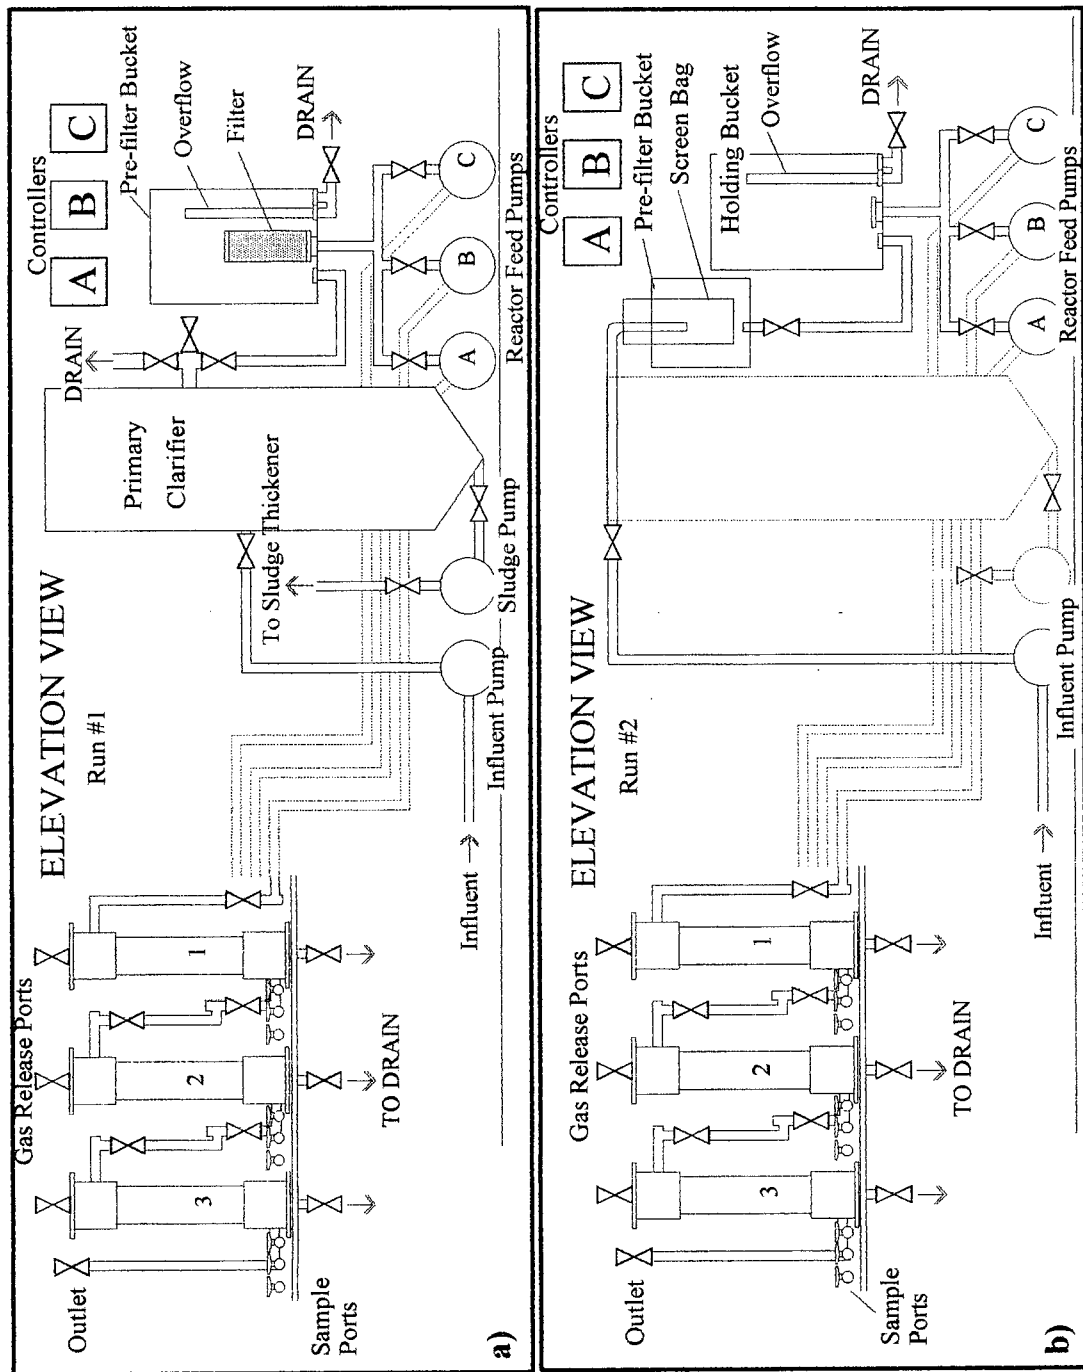 ELEVATION VIEW
Run #1
Controllers
A
B
C
Pre-filter Bucket
Overflow
Filter
DRAIN
DRAIN
Primary
Clarifier
To Sludge Thickener
Gas Release Ports
Outlet
3
2
1
Sample
Ports
TO DRAIN
Influent
Influent Pump
Sludge Pump
A
B
C
Reactor Feed Pumps
a)
ELEVATION VIEW
Run #2
Controllers
A
B
C
Pre-filter Bucket
Screen Bag
Holding Bucket
Overflow
DRAIN
Gas Release Ports
Outlet
3
2
1
Sample
Ports
TO DRAIN
Influent
Influent Pump
A
B
C
Reactor Feed Pumps
b)